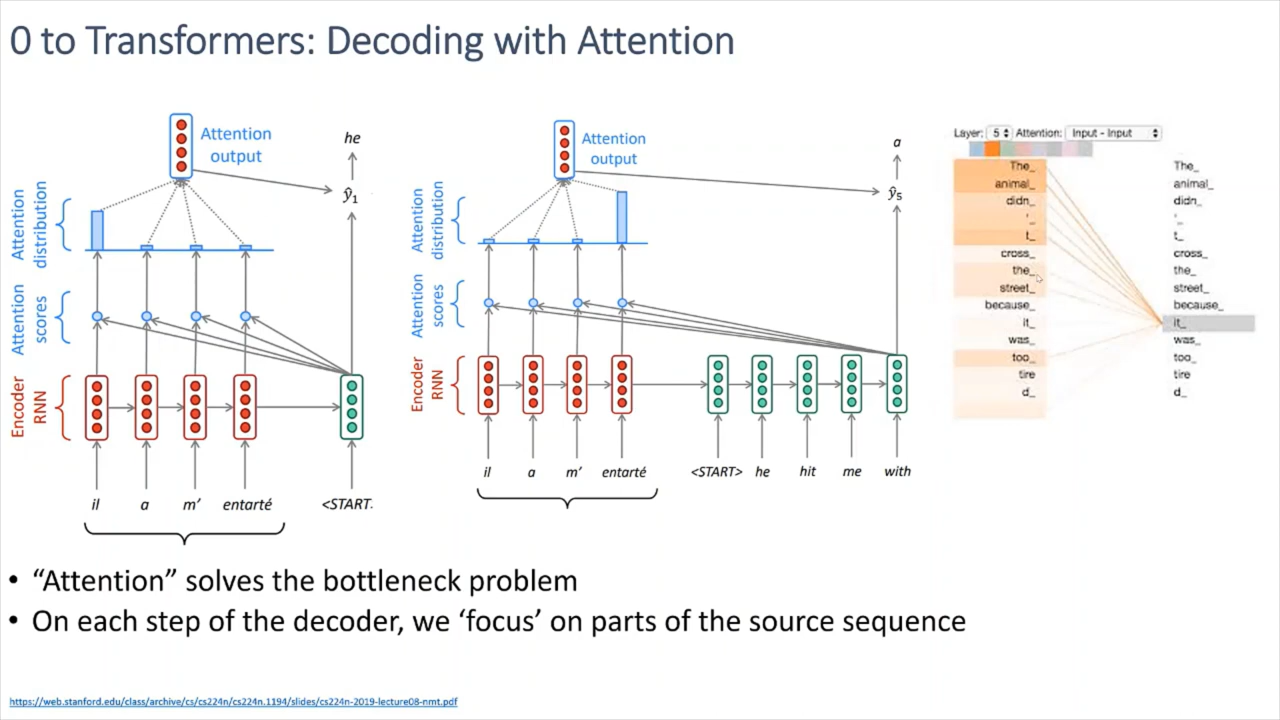 0 to Transformers: Decoding with Attention
Attention
output
he
ŷ1
Attention
distribution
Attention
scores
Encoder
RNN
il
a
m’
entarté
<START.
Attention
output
a
ŷ5
Attention
distribution
Attention
scores
Encoder
RNN
il
a
m’
entarté
<START>
he
hit
me
with
Layer: 5 Attention: Input - Input
The_ The_
animal_ animal_
didn_ didn_
'_ '_
t_ t_
cross_ cross_
the_ the_
street_ street_
because_ because_
it_ it_
was_ was_
too_ too_
tire tire
d_ d_
• “Attention” solves the bottleneck problem
• On each step of the decoder, we ‘focus’ on parts of the source sequence
https://web.stanford.edu/class/archive/cs/cs224n/cs224n.1194/slides/cs224n-2019-lecture08-nmt.pdf